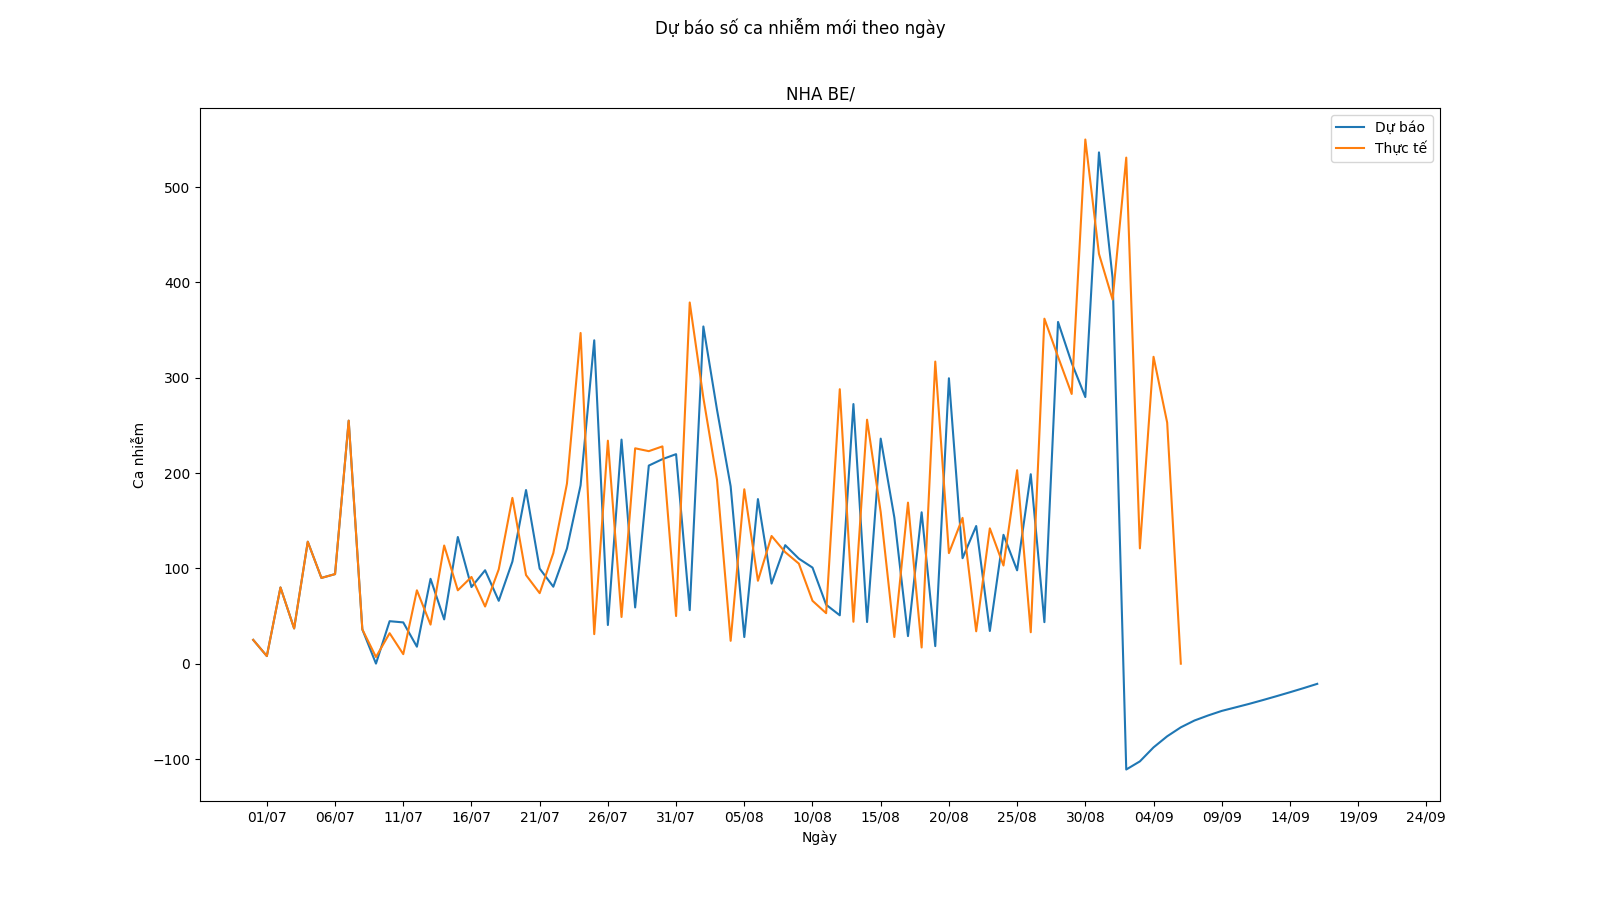 Dự báo số ca nhiễm mới theo ngày
NHA BE/
Dự báo
Thực tế
500
400
300
200
100
0
−100
Ca nhiễm
01/07 06/07 11/07 16/07 21/07 26/07 31/07 05/08 10/08 15/08 20/08 25/08 30/08 04/09 09/09 14/09 19/09 24/09
Ngày